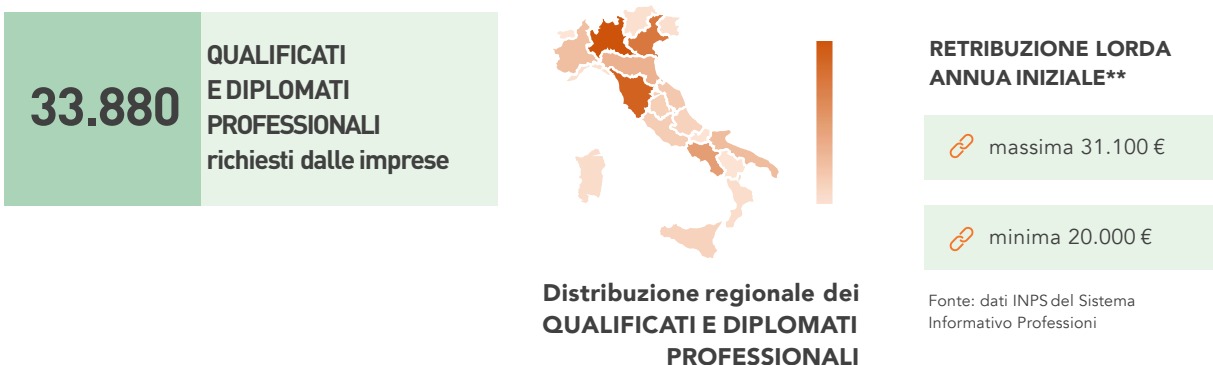 33.880
QUALIFICATI
E DIPLOMATI
PROFESSIONALI
richiesti dalle imprese
Distribuzione regionale dei
QUALIFICATI E DIPLOMATI
PROFESSIONALI
RETRIBUZIONE LORDA
ANNUA INIZIALE**
massima 31.100 €
minima 20.000 €
Fonte: dati INPS del Sistema
Informativo Professioni